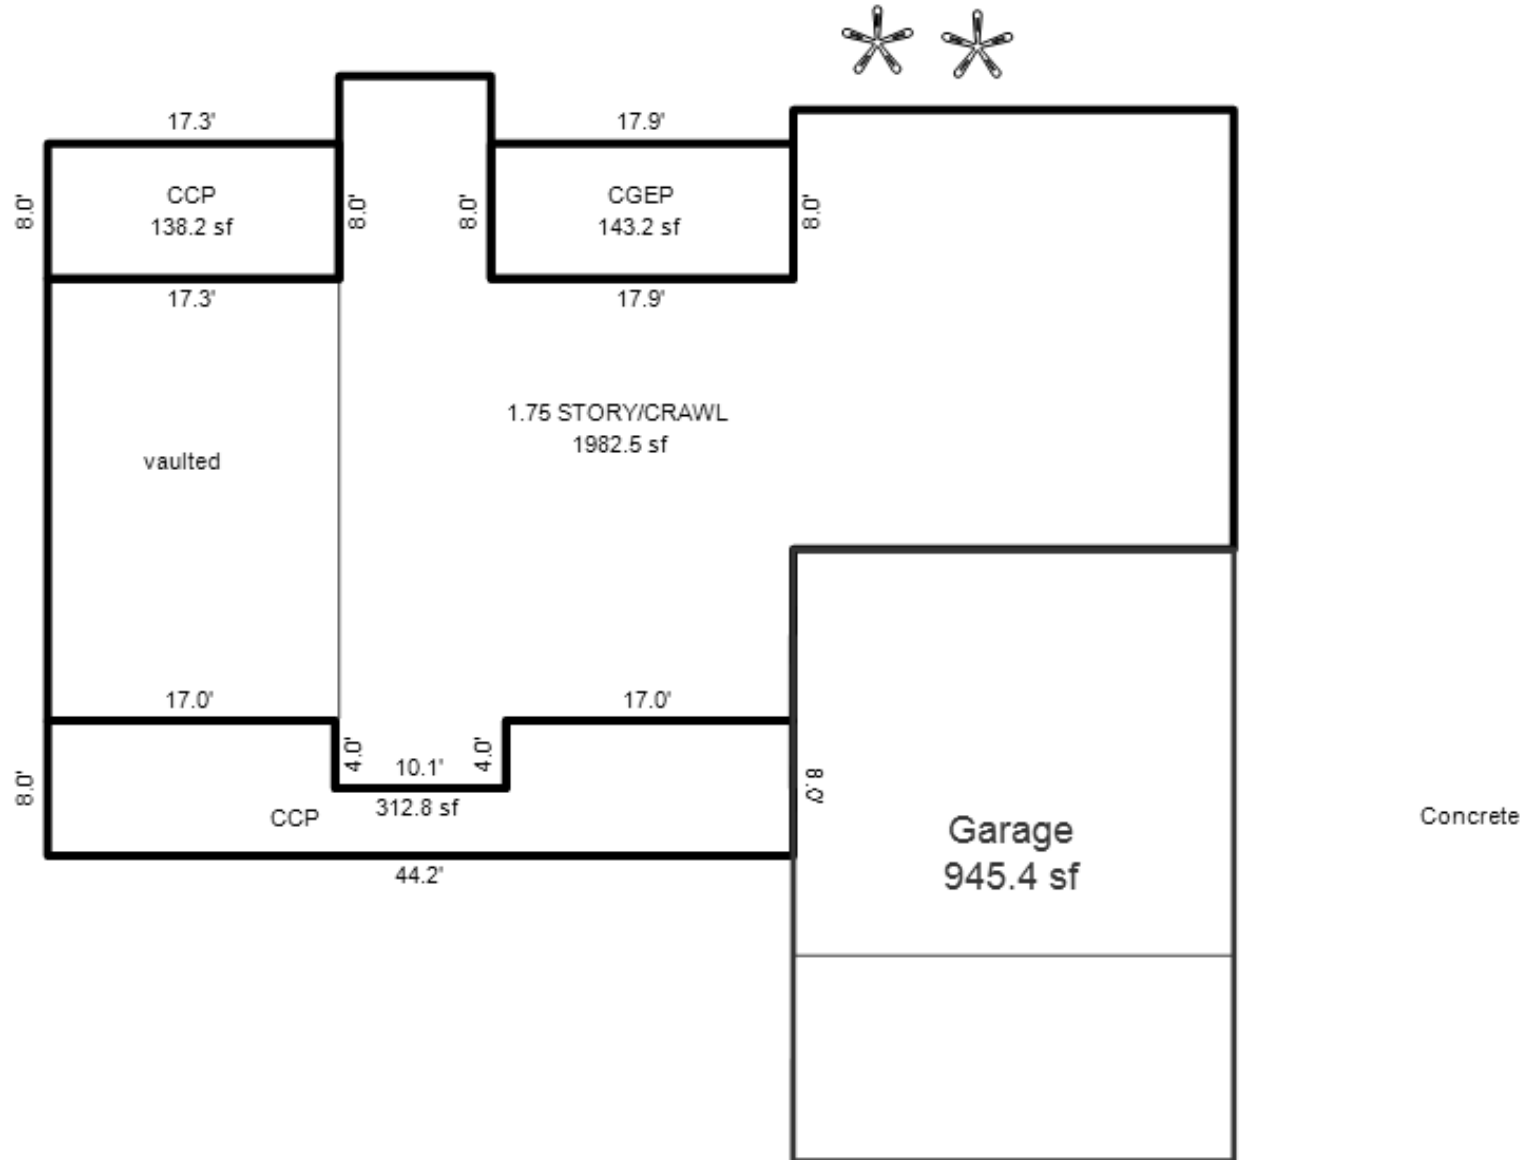 17.3'
17.9'
8.0'
CCP
138.2 sf
8.0'
8.0'
CGEP
143.2 sf
8.0'
17.3'
17.9'
1.75 STORY/CRAWL
1982.5 sf
vaulted
17.0'
17.0'
4.0'
10.1'
4.0'
8.0'
312.8 sf
CCP
8.0'
44.2'
Garage
945.4 sf
Concrete